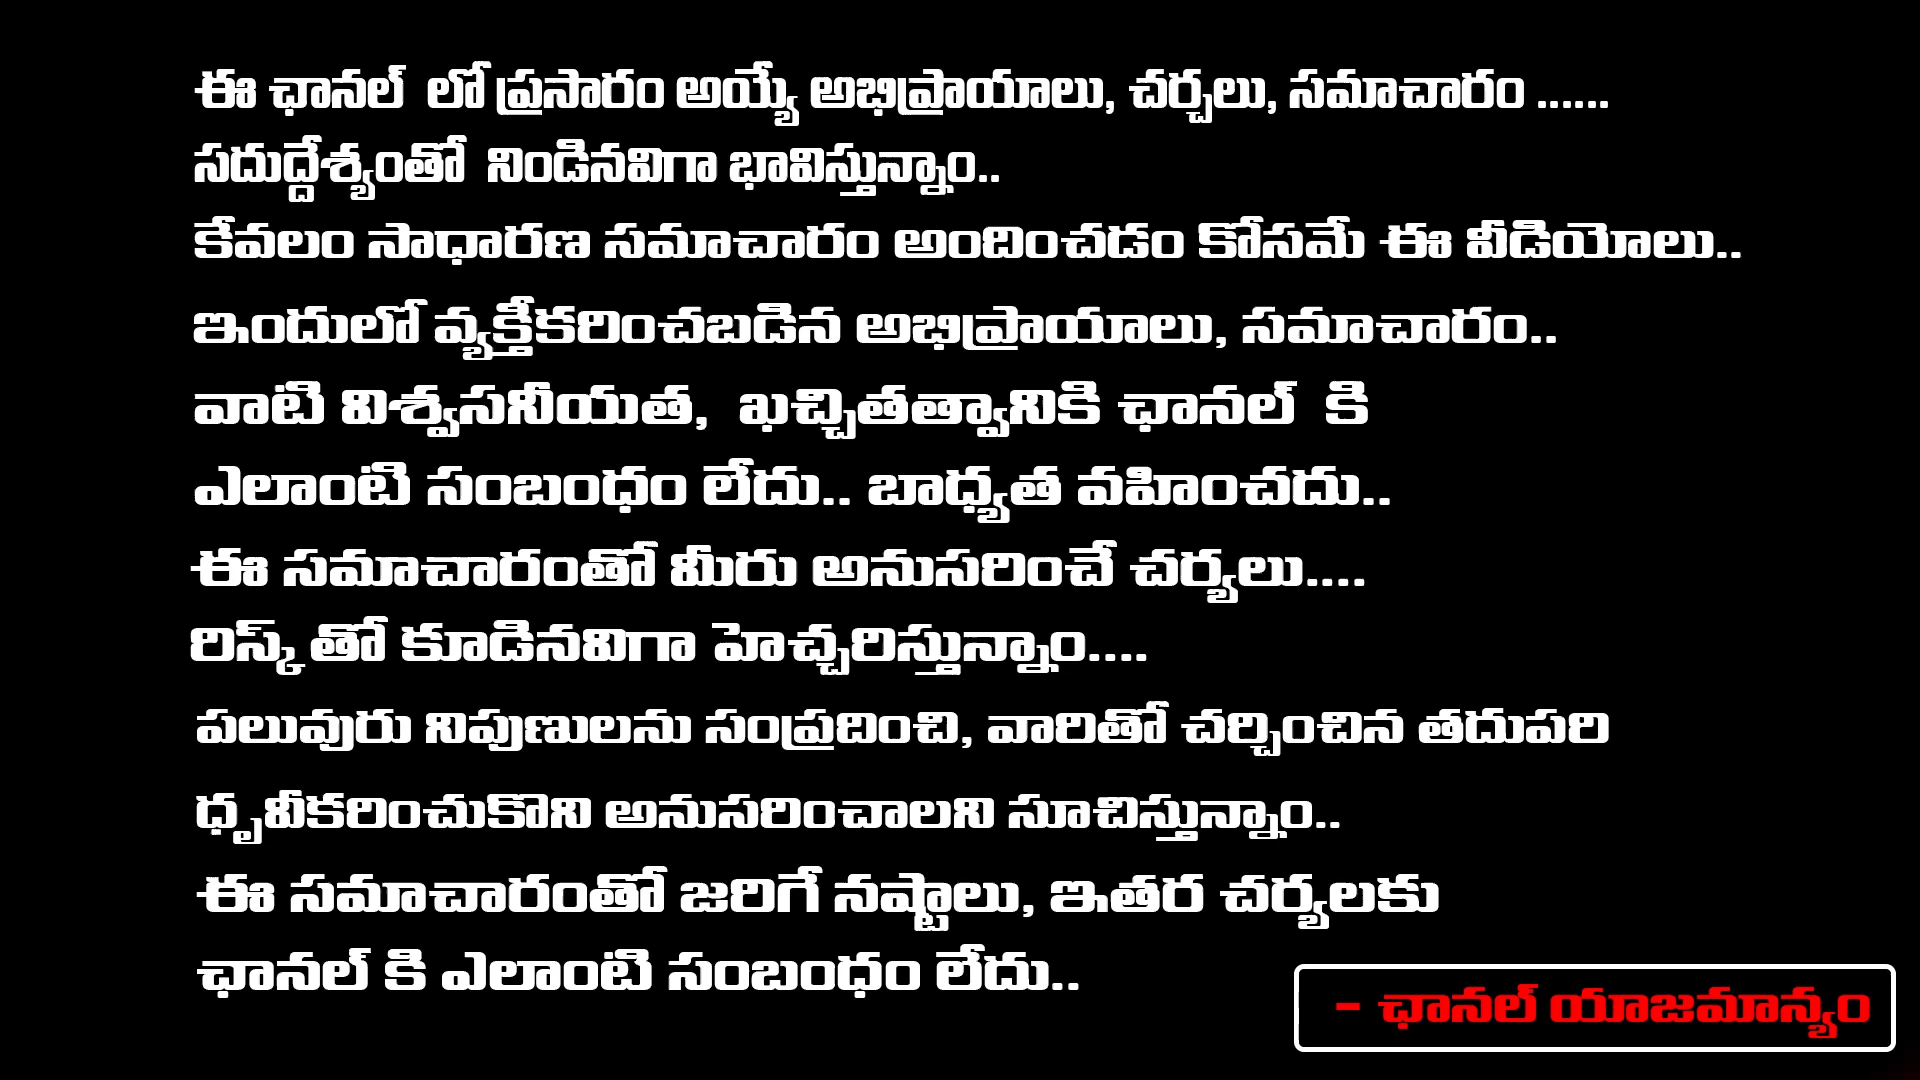 ఈ ఛానల్ లో ప్రసారం అయ్యే అభిప్రాయాలు, చర్చలు, సమాచారం ......
సదుద్దేశ్యంతో నిండినవిగా భావిస్తున్నాం..
కేవలం సాధారణ సమాచారం అందించడం కోసమే ఈ వీడియోలు..
ఇందులో వ్యక్తీకరించబడిన అభిప్రాయాలు, సమాచారం..
వాటి విశ్వసనీయత, ఖచ్చితత్వానికి ఛానల్ కి
ఎలాంటి సంబంధం లేదు.. బాధ్యత వహించదు..
ఈ సమాచారంతో మీరు అనుసరించే చర్యలు....
రిస్క్ తో కూడినవిగా హెచ్చరిస్తున్నాం....
పలువురు నిపుణులను సంప్రదించి, వారితో చర్చించిన తదుపరి
ధృవీకరించుకొని అనుసరించాలని సూచిస్తున్నాం..
ఈ సమాచారంతో జరిగే నష్టాలు, ఇతర చర్యలకు
ఛానల్ కి ఎలాంటి సంబంధం లేదు..
- ఛానల్ యాజమాన్యం